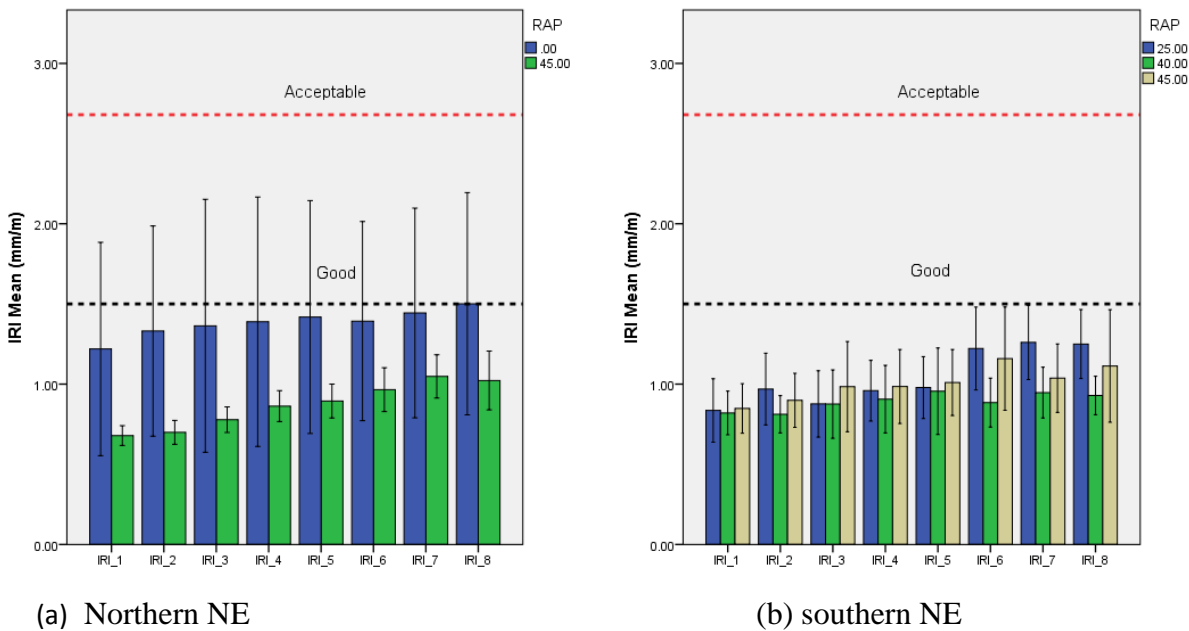 RAP
.00
45.00
3.00
2.00
1.00
0.00
IRI Mean (mm/m)
Acceptable
Good
IRI_1 IRI_2 IRI_3 IRI_4 IRI_5 IRI_6 IRI_7 IRI_8
(a) Northern NE
RAP
25.00
40.00
45.00
3.00
2.00
1.00
0.00
IRI Mean (mm/m)
Acceptable
Good
IRI_1 IRI_2 IRI_3 IRI_4 IRI_5 IRI_6 IRI_7 IRI_8
(b) southern NE